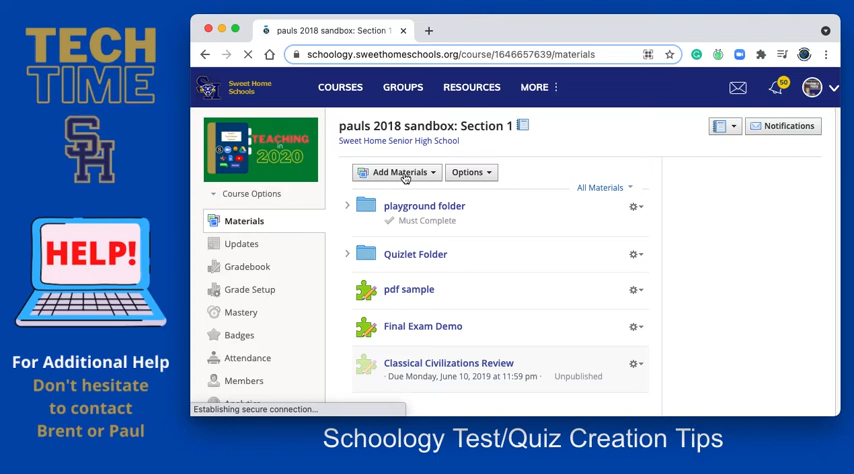 TECH
TIME
SH
HELP!
For Additional Help
Don't hesitate
to contact
Brent or Paul
pauls 2018 sandbox: Section 1
schoology.sweethomeschools.org/course/1646657639/materials
Sweet Home
Schools
COURSES GROUPS RESOURCES MORE
50
TEACHING
in
2020
Course Options
Materials
Updates
Gradebook
Grade Setup
Mastery
Badges
Attendance
Members
pauls 2018 sandbox: Section 1
Sweet Home Senior High School
Notifications
Add Materials Options
All Materials
playground folder
Must Complete
Quizlet Folder
pdf sample
Final Exam Demo
Classical Civilizations Review
· Due Monday, June 10, 2019 at 11:59 pm · Unpublished
Establishing secure connection...
Schoology Test/Quiz Creation Tips